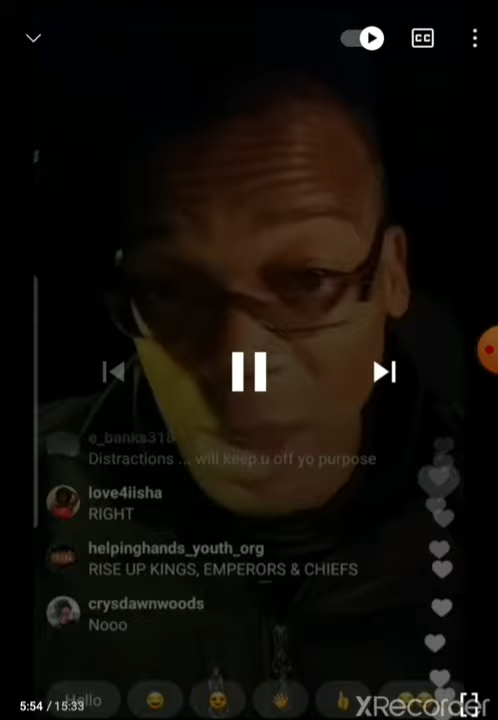 CC
e_banks318
Distractions ... will keep u off yo purpose
love4iisha
RIGHT
helpinghands_youth_org
RISE UP KINGS, EMPERORS & CHIEFS
crysdawnwoods
Nooo
Hello
5:54 / 15:33
XRecorder